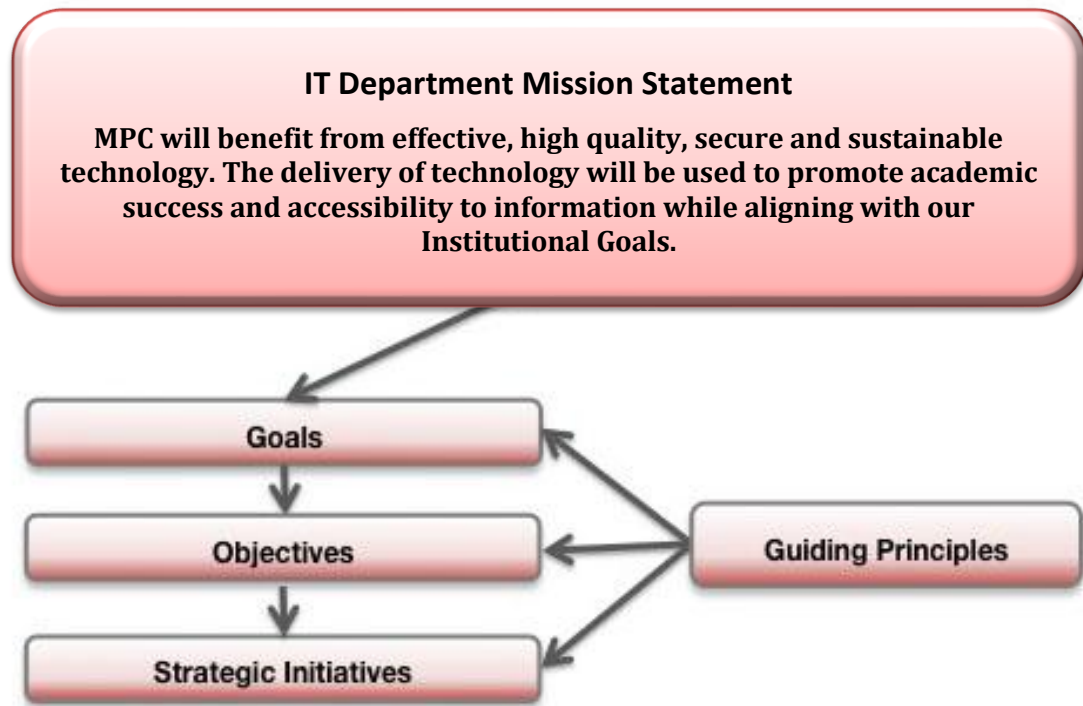 IT Department Mission Statement
MPC will benefit from effective, high quality, secure and sustainable
technology. The delivery of technology will be used to promote academic
success and accessibility to information while aligning with our
Institutional Goals.
Goals
Objectives
Guiding Principles
Strategic Initiatives